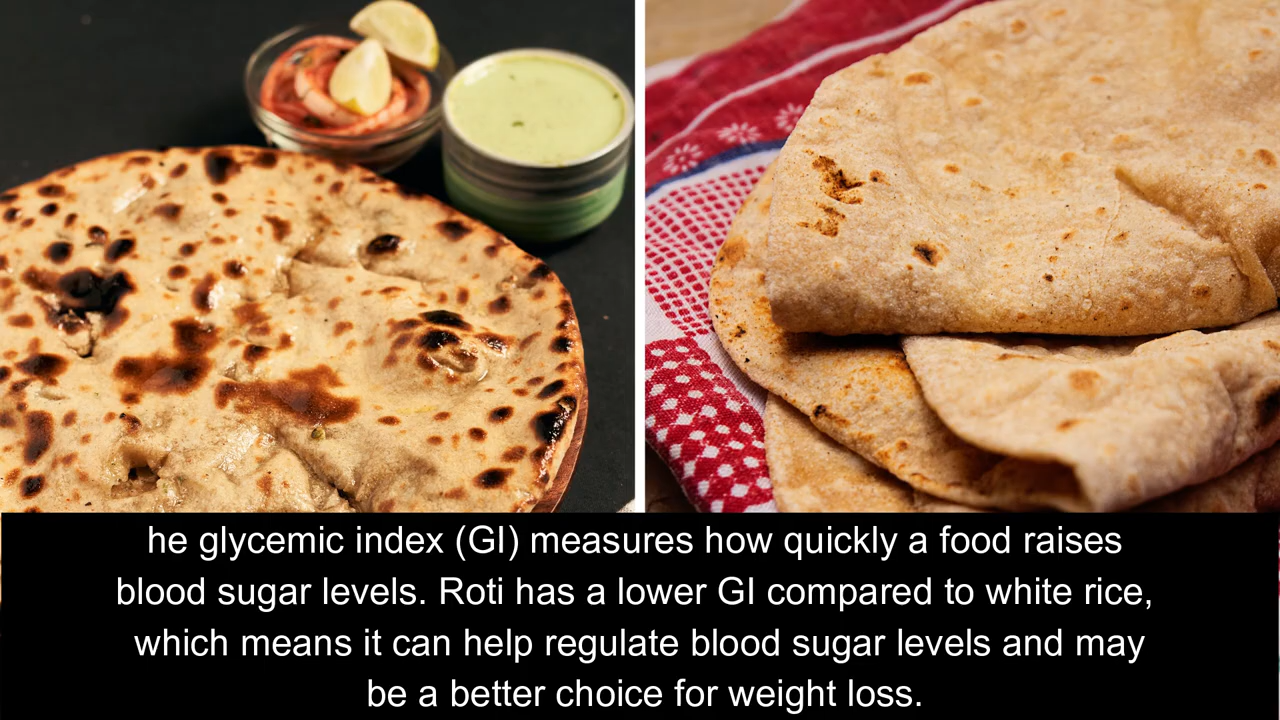 he glycemic index (GI) measures how quickly a food raises
blood sugar levels. Roti has a lower GI compared to white rice,
which means it can help regulate blood sugar levels and may
be a better choice for weight loss.